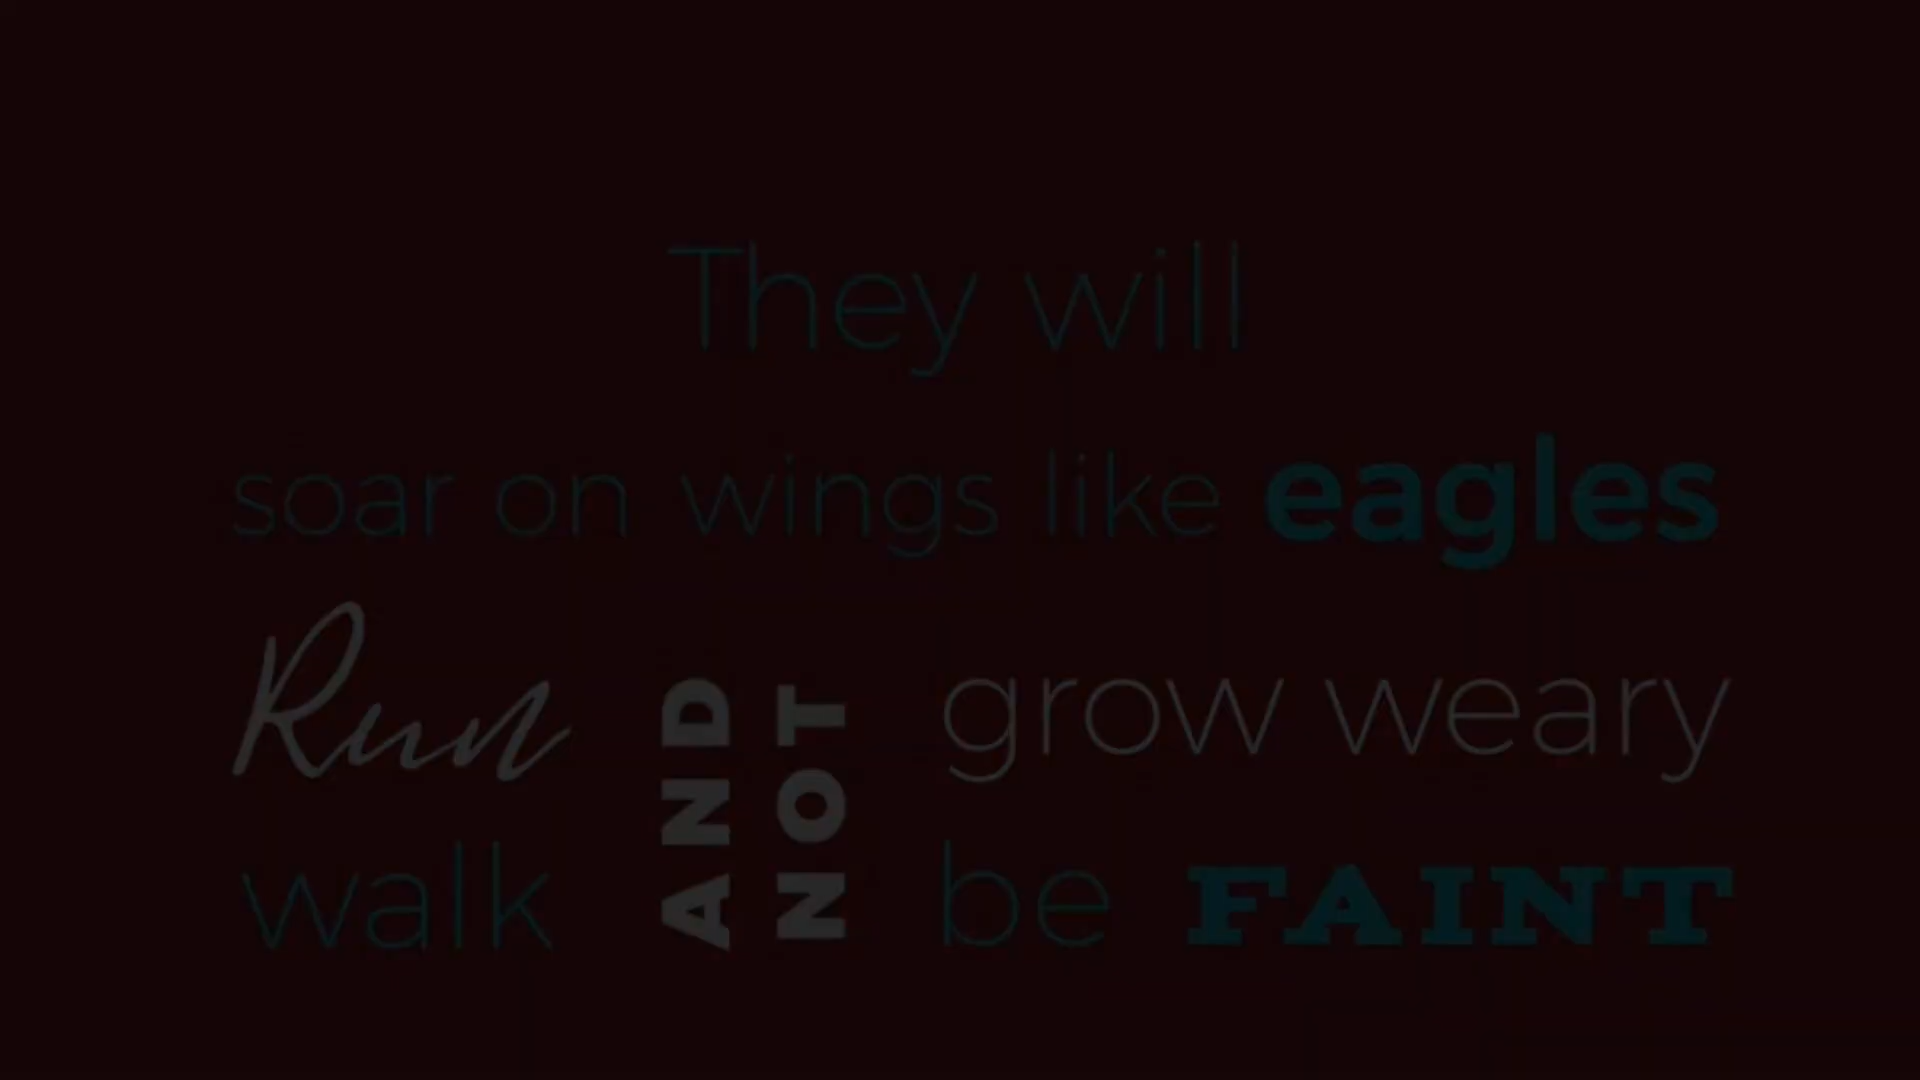 They will
soar on wings like eagles
Run AND NOT grow weary
walk be FAINT